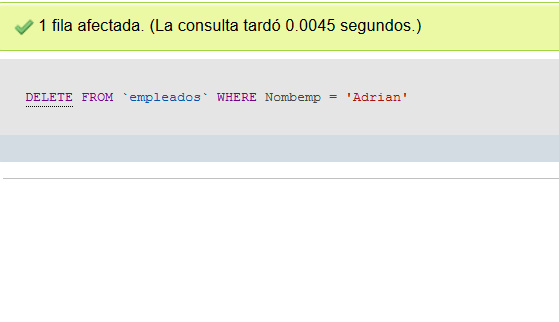 1 fila afectada. (La consulta tardó 0.0045 segundos.)
DELETE FROM `empleados` WHERE Nombemp = 'Adrian'